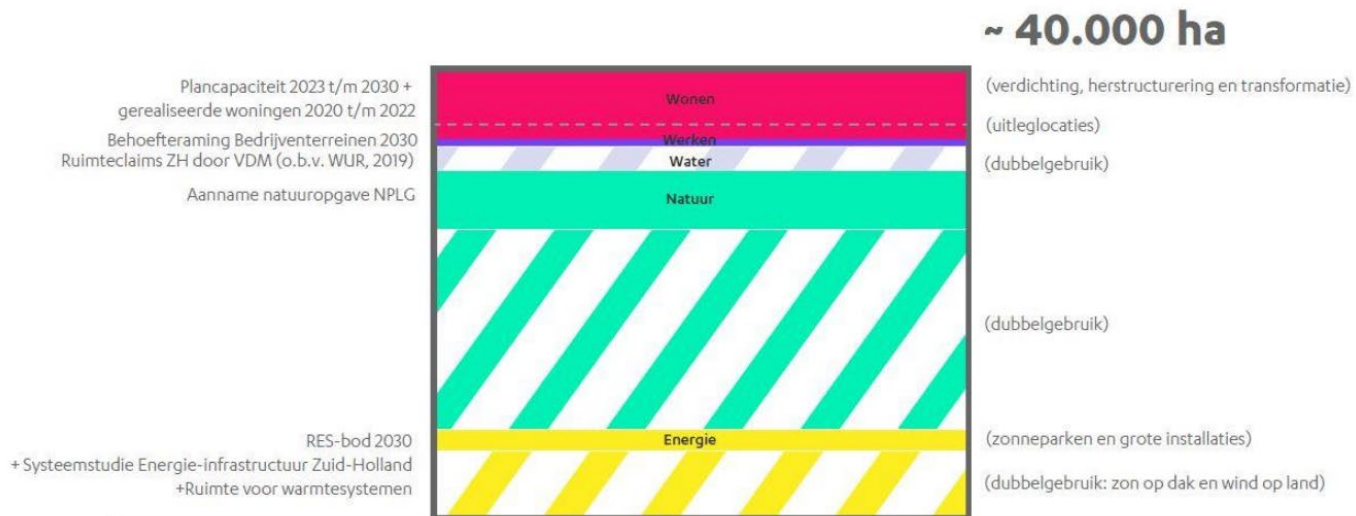 ~ 40.000 ha
Plancapaciteit 2023 t/m 2030 +
gerealiseerde woningen 2020 t/m 2022
Wonen
(verdichting, herstructurering en transformatie)
(uitleglocaties)
Behoefteraming Bedrijventerreinen 2030
Werken
Ruimteclaims ZH door VDM (o.b.v. WUR, 2019)
Water
(dubbelgebruik)
Aanname natuuropgave NPLG
Natuur
(dubbelgebruik)
RES-bod 2030
Energie
(zonneparken en grote installaties)
+ Systeemstudie Energie-infrastructuur Zuid-Holland
+Ruimte voor warmtesystemen
(dubbelgebruik: zon op dak en wind op land)